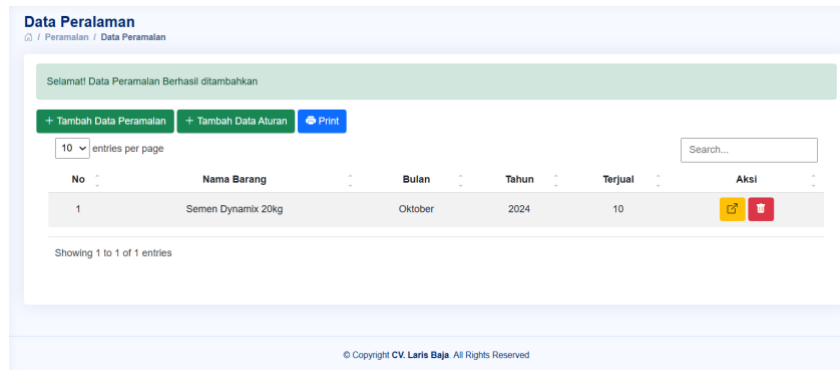 Data Peralaman
/ Peramalan / Data Peramalan
Selamat! Data Peramalan Berhasil ditambahkan
+ Tambah Data Peramalan + Tambah Data Aturan Print
10 entries per page Search...
No Nama Barang Bulan Tahun Terjual Aksi
1 Semen Dynamix 20kg Oktober 2024 10
Showing 1 to 1 of 1 entries
© Copyright CV. Laris Baja. All Rights Reserved